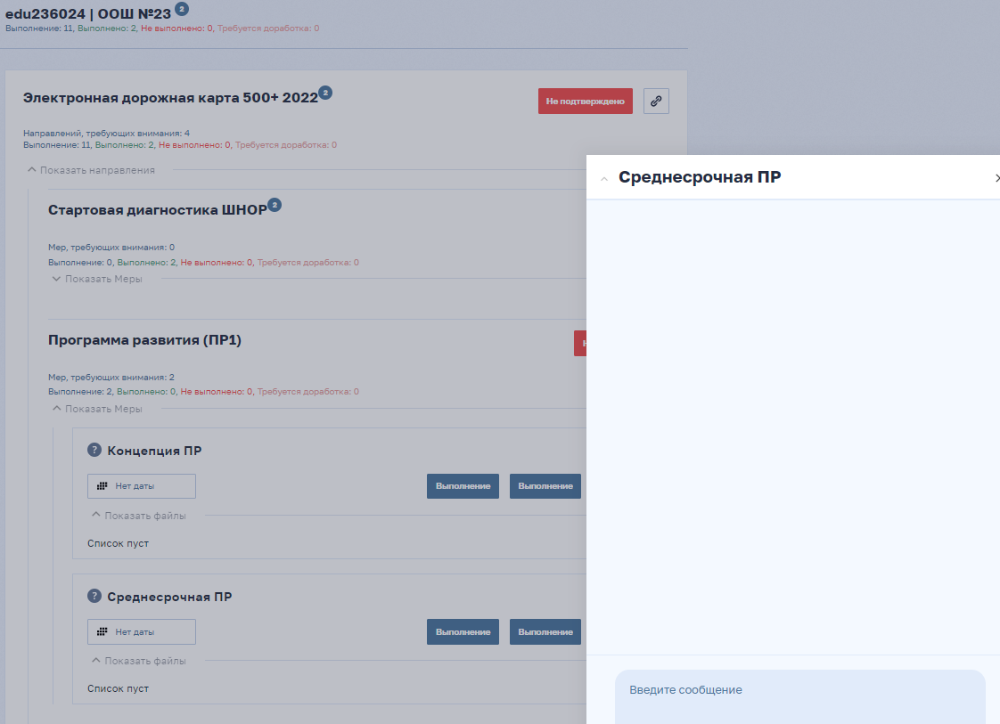 edu236024 | ООШ №23 2
Выполнение: 11, Выполнено: 2, Не выполнено: 0, Требуется доработка: 0
Электронная дорожная карта 500+ 2022 2
Не подтверждено
Направлений, требующих внимания: 4
Выполнение: 11, Выполнено: 2, Не выполнено: 0, Требуется доработка: 0
Показать направления
Стартовая диагностика ШНОР 2
Мер, требующих внимания: 0
Выполнение: 0, Выполнено: 2, Не выполнено: 0, Требуется доработка: 0
Показать Меры
Программа развития (ПР1)
Мер, требующих внимания: 2
Выполнение: 2, Выполнено: 0, Не выполнено: 0, Требуется доработка: 0
Показать Меры
? Концепция ПР
Нет даты
Выполнение
Выполнение
Показать файлы
Список пуст
? Среднесрочная ПР
Нет даты
Выполнение
Выполнение
Показать файлы
Список пуст
Среднесрочная ПР
Введите сообщение